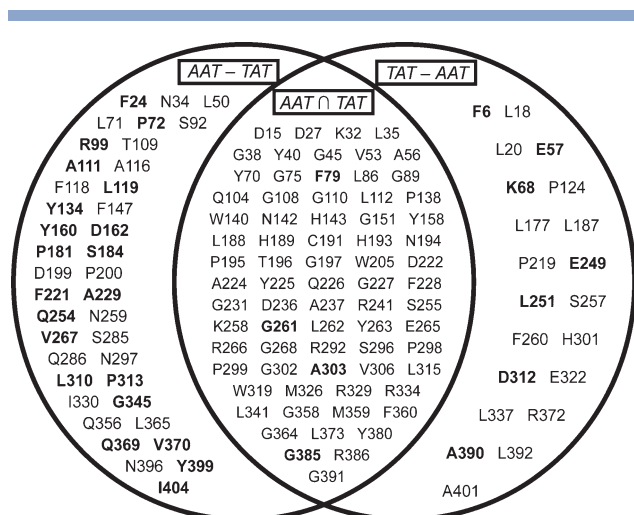 AAT – TAT
F24 N34 L50
L71 P72 S92
R99 T109
A111 A116
F118 L119
Y134 F147
Y160 D162
P181 S184
D199 P200
F221 A229
Q254 N259
V267 S285
Q286 N297
L310 P313
I330 G345
Q356 L365
Q369 V370
N396 Y399
I404
AAT ∩ TAT
D15 D27 K32 L35
G38 Y40 G45 V53 A56
Y70 G75 F79 L86 G89
Q104 G108 G110 L112 P138
W140 N142 H143 G151 Y158
L188 H189 C191 H193 N194
P195 T196 G197 W205 D222
A224 Y225 Q226 G227 F228
G231 D236 A237 R241 S255
K258 G261 L262 Y263 E265
R266 G268 R292 S296 P298
P299 G302 A303 V306 L315
W319 M326 R329 R334
L341 G358 M359 F360
G364 L373 Y380
G385 R386
G391
TAT – AAT
F6 L18
L20 E57
K68 P124
L177 L187
P219 E249
L251 S257
F260 H301
D312 E322
L337 R372
A390 L392
A401